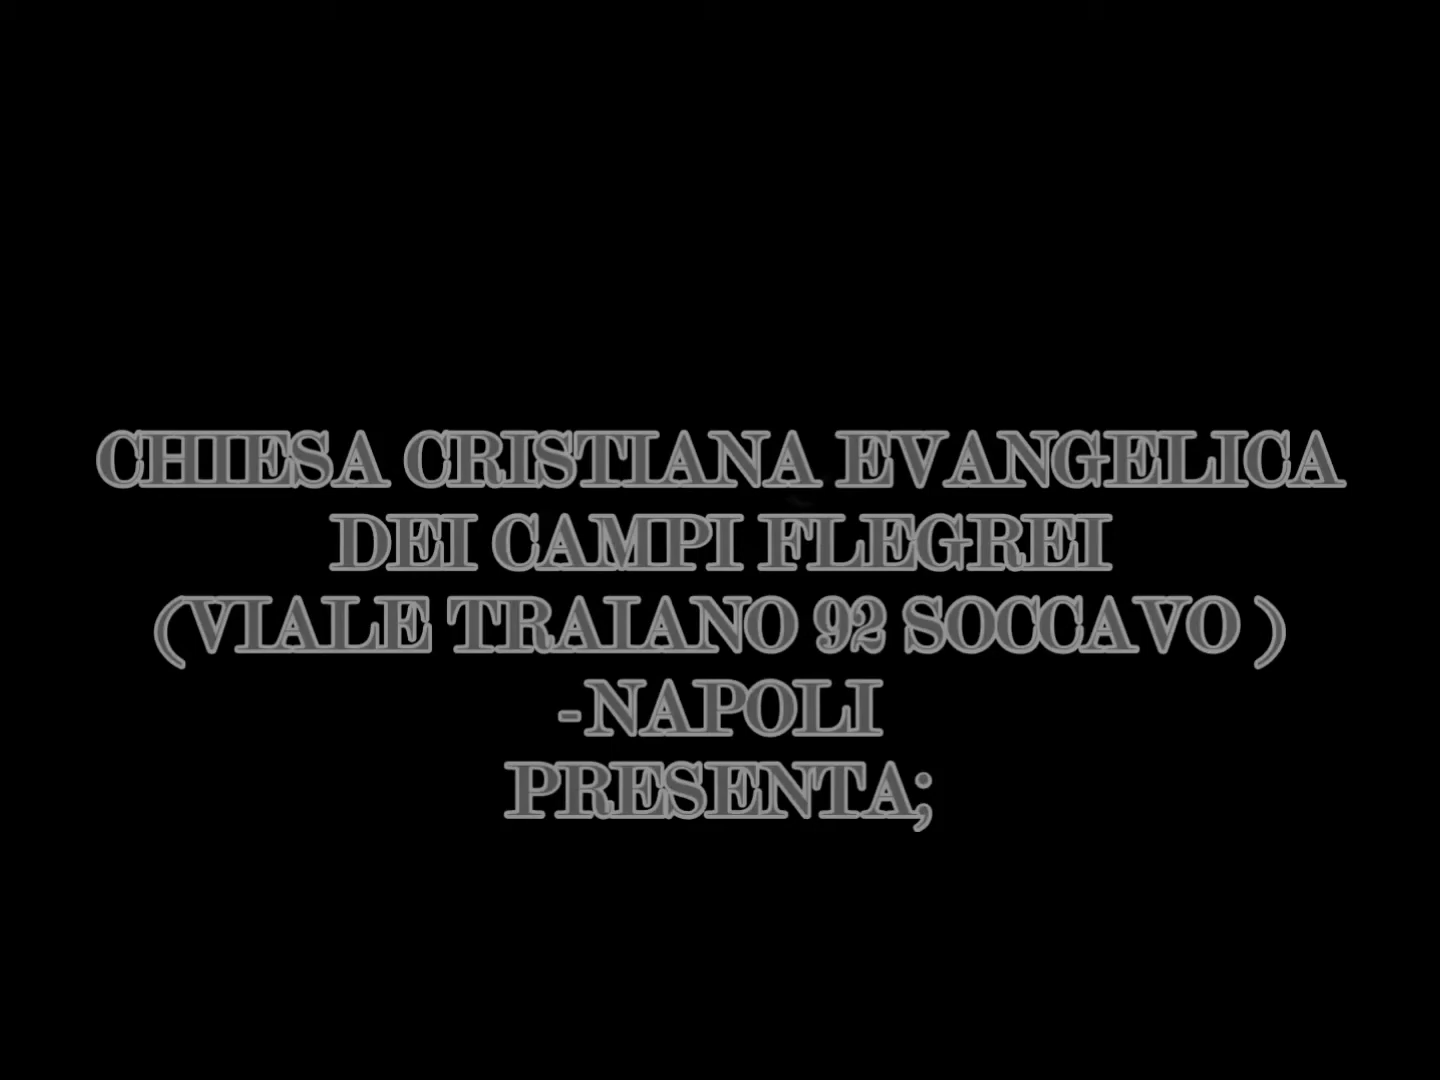 CHIESA CRISTIANA EVANGELICA
DEI CAMPI FLEGREI
(VIALE TRAIANO 92 SOCCAVO )
-NAPOLI
PRESENTA;